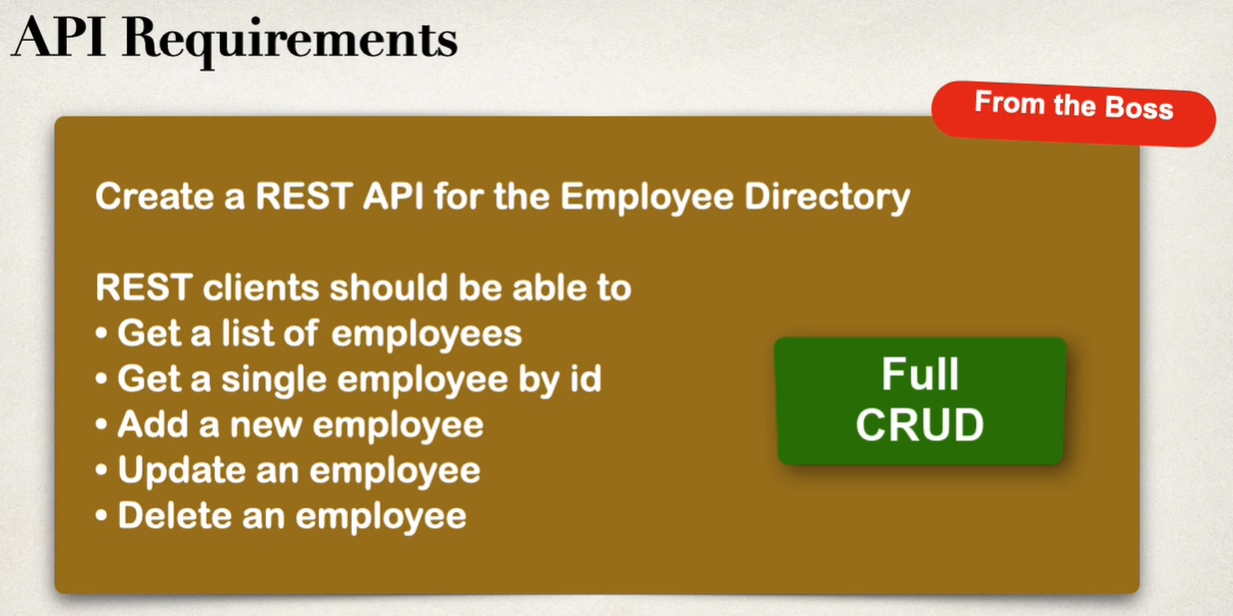 API Requirements
From the Boss
Create a REST API for the Employee Directory
REST clients should be able to
• Get a list of employees
• Get a single employee by id
• Add a new employee
• Update an employee
• Delete an employee
Full
CRUD